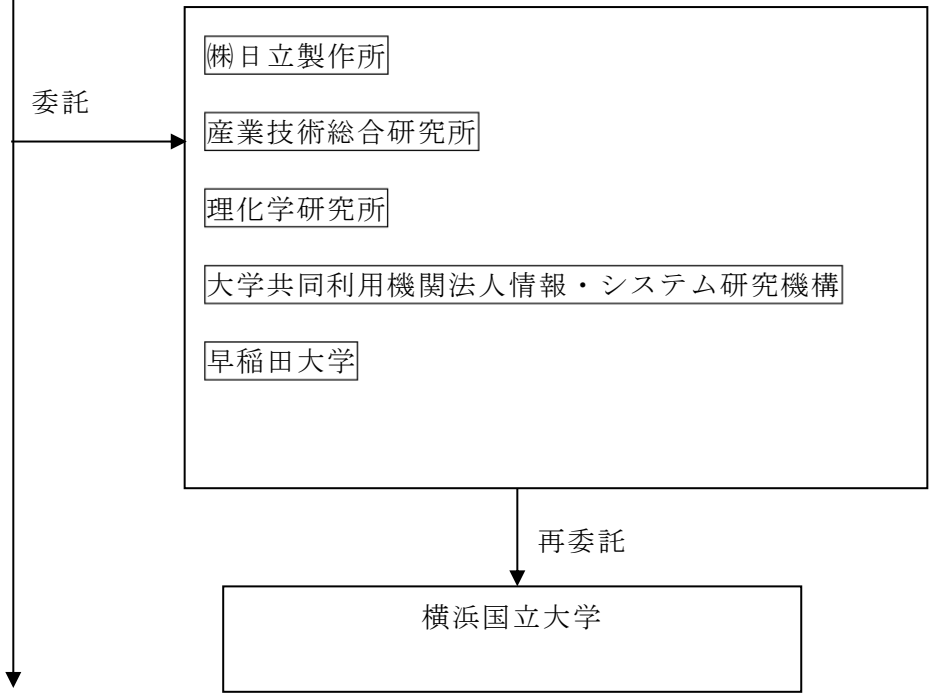 ㈱日立製作所
委託
産業技術総合研究所
理化学研究所
大学共同利用機関法人情報・システム研究機構
早稲田大学
再委託
横浜国立大学